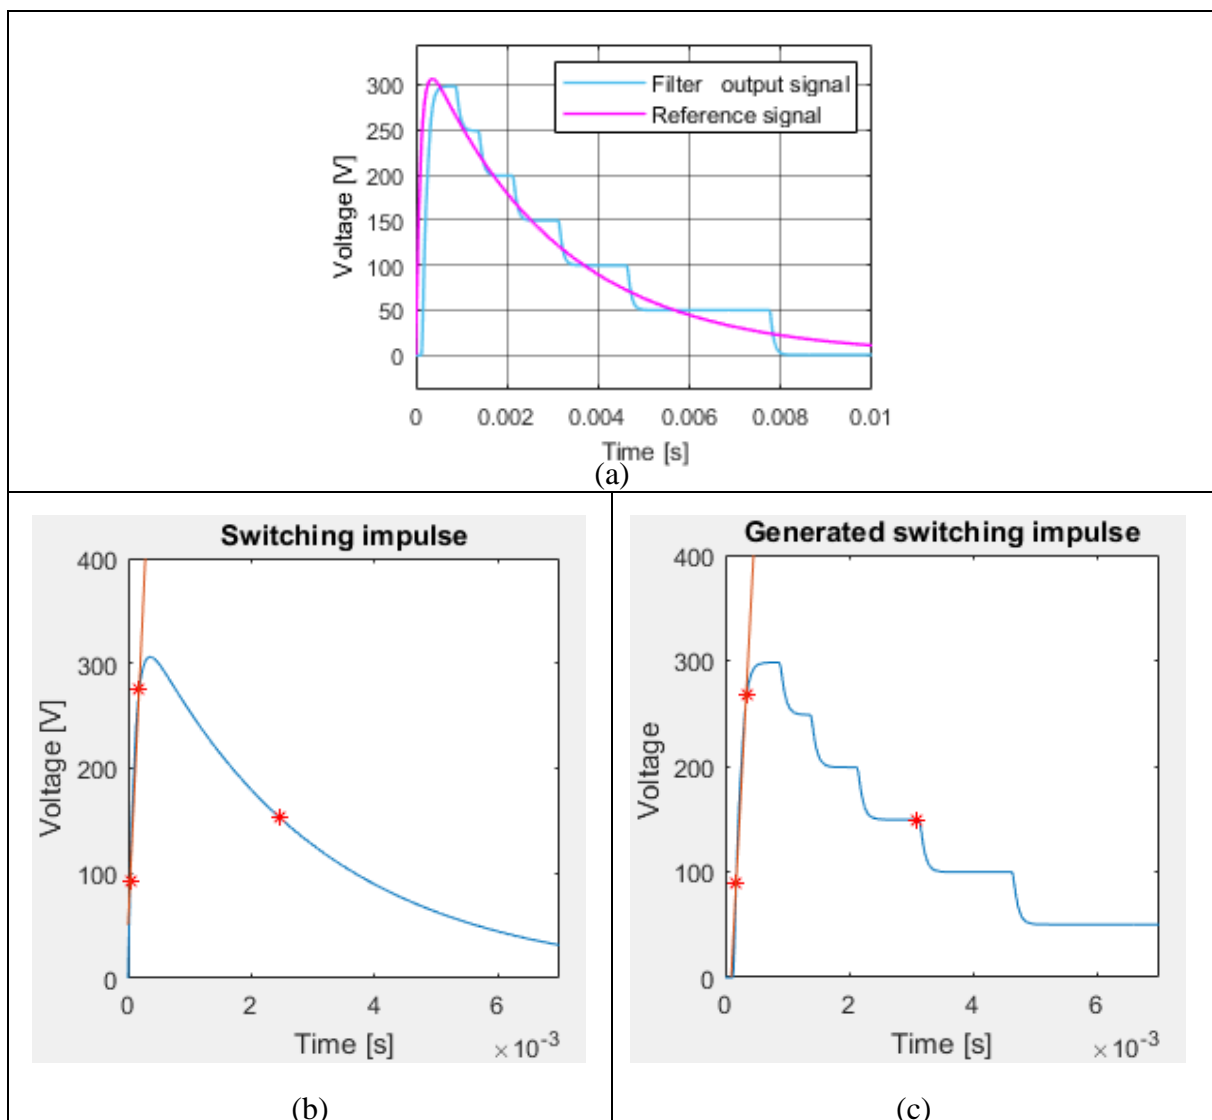 Filter output signal
Reference signal
300
250
200
150
100
50
0
Voltage [V]
0 0.002 0.004 0.006 0.008 0.01
Time [s]
(a)
Switching impulse
400
300
200
100
0
Voltage [V]
0 2 4 6
Time [s] ×10⁻³
(b)
Generated switching impulse
400
300
200
100
0
Voltage
0 2 4 6
Time [s] ×10⁻³
(c)